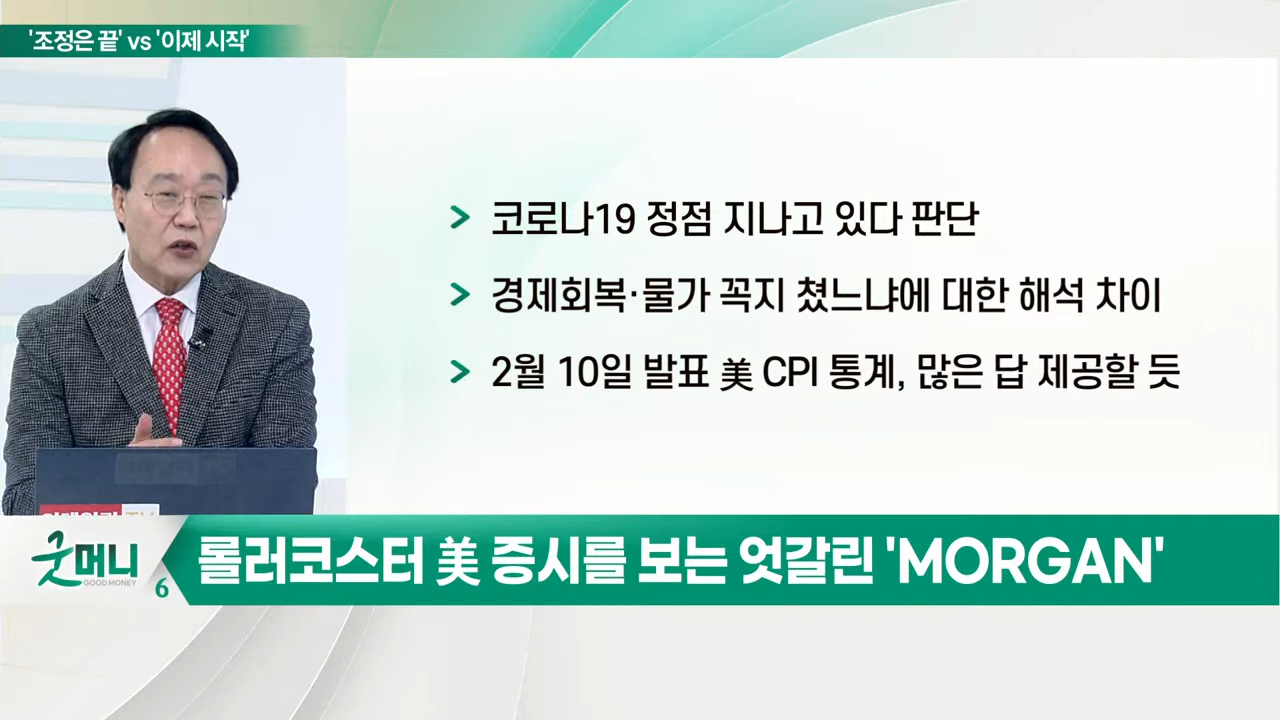 '조정은 끝' vs '이제 시작'
> 코로나19 정점 지나고 있다 판단
> 경제회복·물가 꼭지 쳤느냐에 대한 해석 차이
> 2월 10일 발표 美 CPI 통계, 많은 답 제공할 듯
굿머니
GOOD MONEY
6
롤러코스터 美 증시를 보는 엇갈린 'MORGAN'